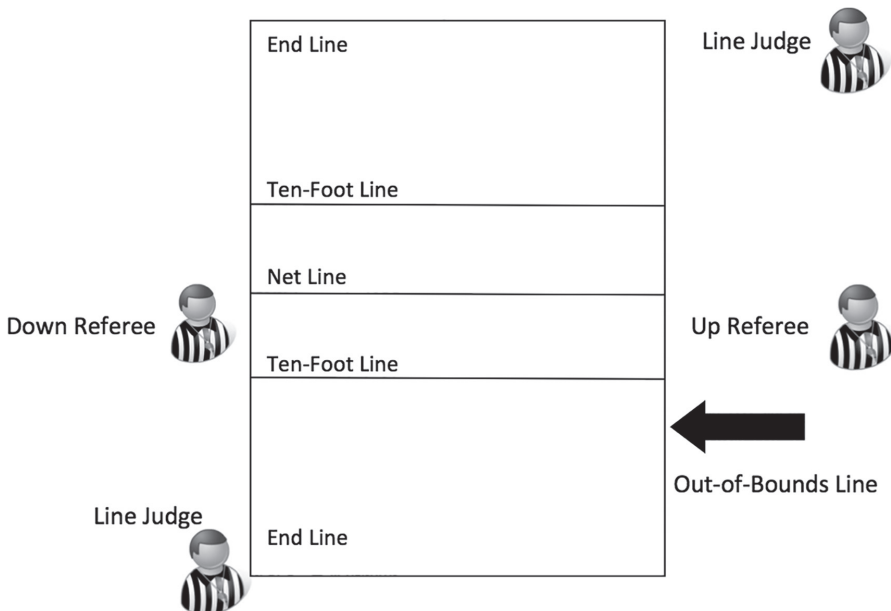 End Line
Line Judge
Ten-Foot Line
Net Line
Down Referee
Up Referee
Ten-Foot Line
Out-of-Bounds Line
Line Judge
End Line